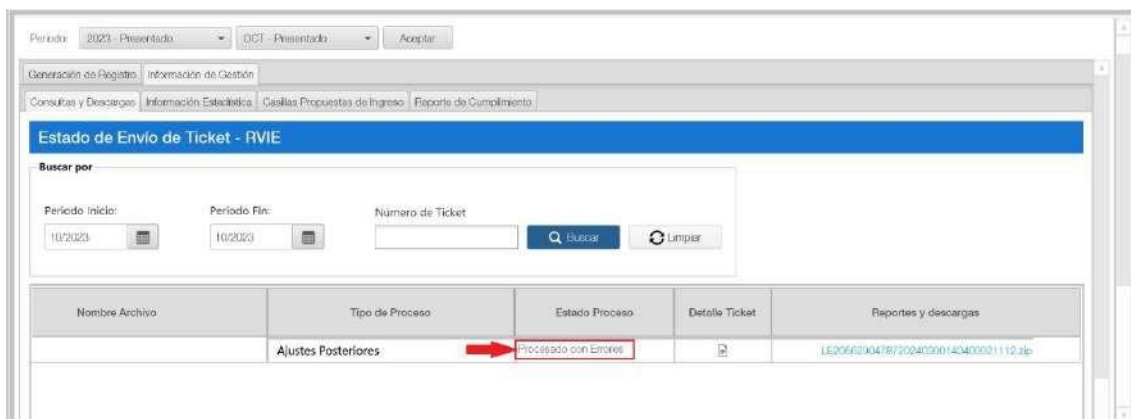 Periodo: 2023 - Presentado OCT - Presentado Aceptar
Generación de Registro Información de Gestión
Consultas y Descargas Información Estadística Casillas Propuestas de Ingreso Reporte de Cumplimiento
Estado de Envío de Ticket - RVIE
Buscar por
Periodo Inicio: Periodo Fin: Número de Ticket
10/2023 10/2023 Buscar Limpiar
Nombre Archivo Tipo de Proceso Estado Proceso Detalle Ticket Reportes y descargas
Ajustes Posteriores Procesado con Errores